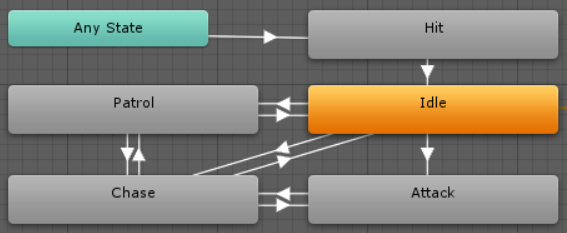 Any State
Hit
Patrol
Idle
Chase
Attack